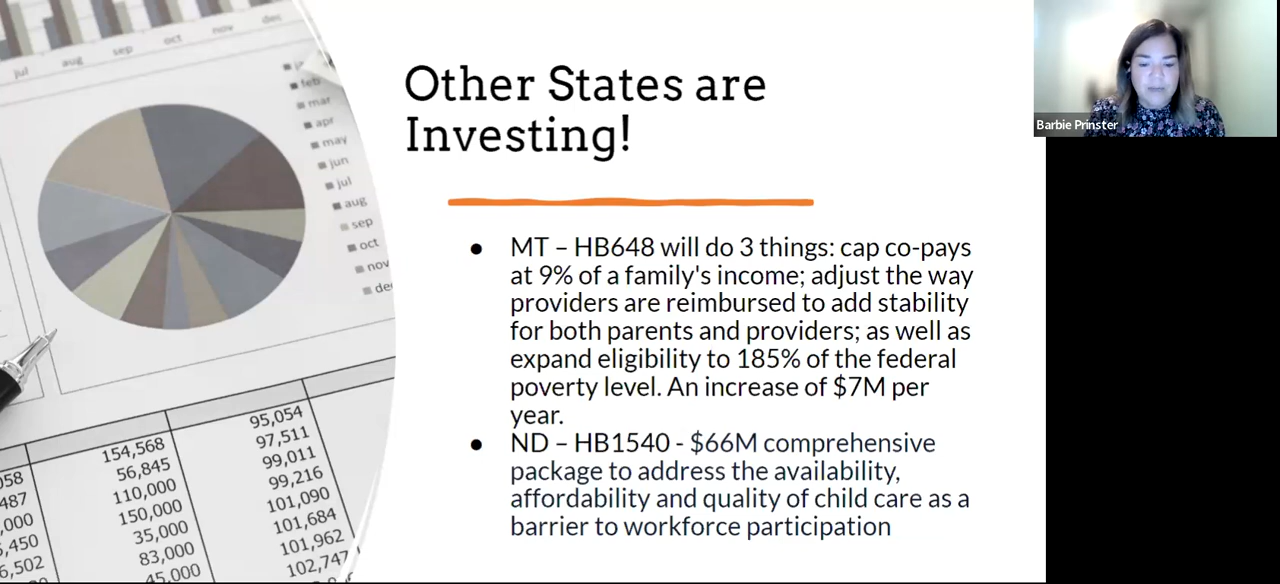 dec
nov
oct
sep
aug
jul
feb
mar
apr
may
jun
jul
aug
sep
oct
nov
Other States are
Investing!
Barbie Prinster
● MT – HB648 will do 3 things: cap co-pays
at 9% of a family's income; adjust the way
providers are reimbursed to add stability
for both parents and providers; as well as
expand eligibility to 185% of the federal
poverty level. An increase of $7M per
year.
● ND – HB1540 - $66M comprehensive
package to address the availability,
affordability and quality of child care as a
barrier to workforce participation
154,568 95,054
56,845 97,511
110,000 99,011
150,000 99,216
35,000 101,090
83,000 101,684
45,000 101,962
102,747